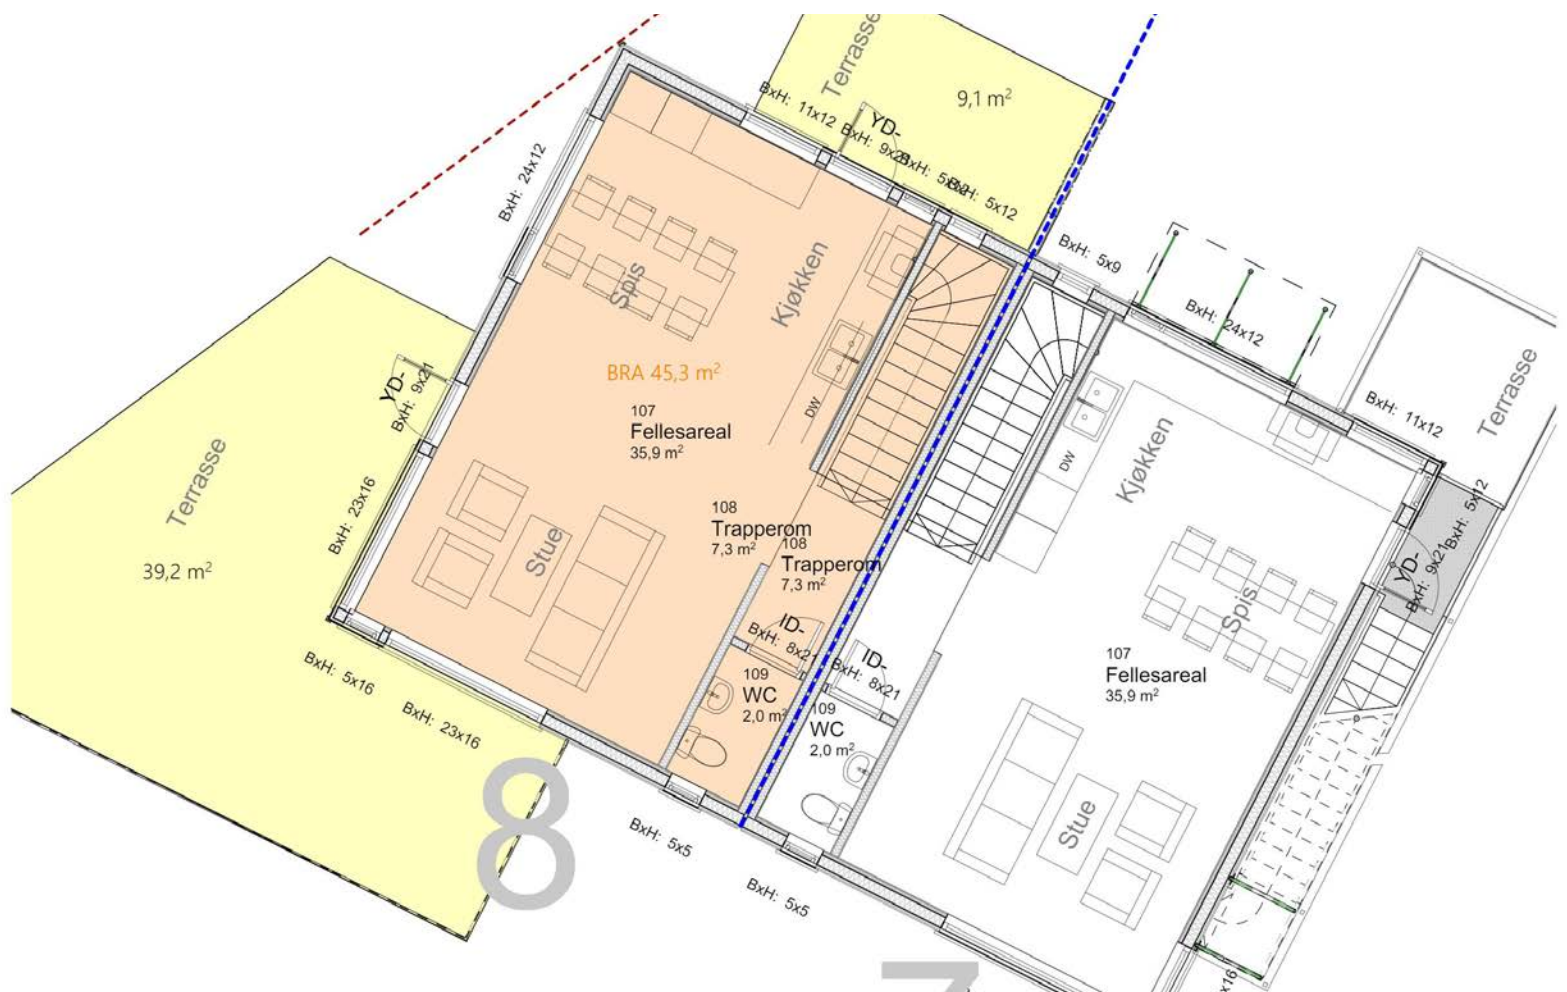 Terrasse
9,1 m²
BxH: 11x12
YD-
BxH: 9x21
BxH: 5x12
BxH: 5x12
BxH: 24x12
BxH: 5x9
BxH: 24x12
Spis
Kjøkken
Terrasse
BxH: 11x12
YD-
BxH: 9x21
BRA 45,3 m²
DW
107
Fellesareal
35,9 m²
Kjøkken
DW
Terrasse
BxH: 23x16
39,2 m²
Stue
108
Trapperom
7,3 m²
108
Trapperom
7,3 m²
BxH: 5x12
YD-
BxH: 9x21
Spis
ID-
BxH: 8x21
ID-
BxH: 8x21
109
WC
2,0 m²
109
WC
2,0 m²
107
Fellesareal
35,9 m²
BxH: 5x16
BxH: 23x16
8
Stue
BxH: 5x5
BxH: 5x5
7
x16